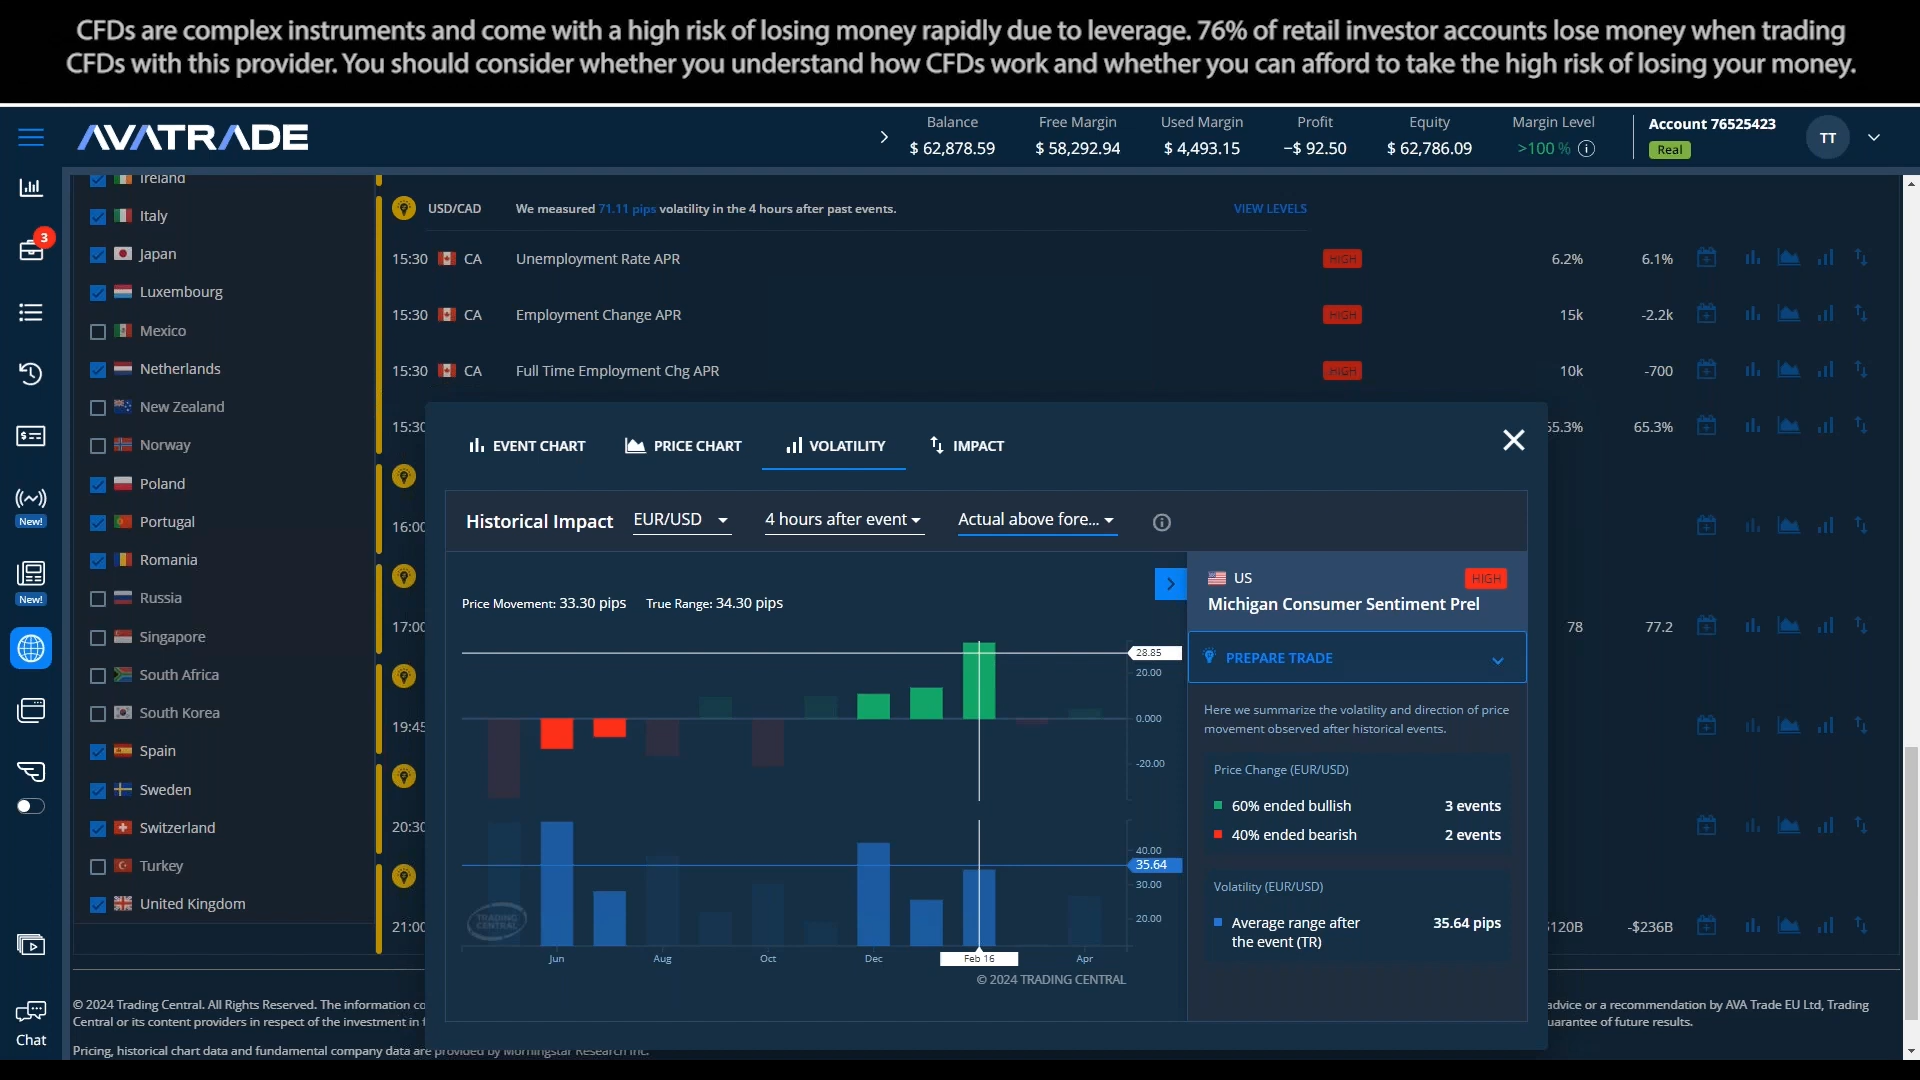 CFDs are complex instruments and come with a high risk of losing money rapidly due to leverage. 76% of retail investor accounts lose money when trading
CFDs with this provider. You should consider whether you understand how CFDs work and whether you can afford to take the high risk of losing your money.
AVATRADE
Balance
$ 62,878.59
Free Margin
$ 58,292.94
Used Margin
$ 4,493.15
Profit
−$ 92.50
Equity
$ 62,786.09
Margin Level
>100 %
Account 76525423
Real
TT
3
New!
New!
Chat
Ireland
Italy
Japan
Luxembourg
Mexico
Netherlands
New Zealand
Norway
Poland
Portugal
Romania
Russia
Singapore
South Africa
South Korea
Spain
Sweden
Switzerland
Turkey
United Kingdom
USD/CAD We measured 71.11 pips volatility in the 4 hours after past events. VIEW LEVELS
15:30 CA Unemployment Rate APR HIGH 6.2% 6.1%
15:30 CA Employment Change APR HIGH 15k -2.2k
15:30 CA Full Time Employment Chg APR HIGH 10k -700
15:30 65.3% 65.3%
16:00
17:00 78 77.2
19:45
20:30
21:00 $120B -$236B
EVENT CHART PRICE CHART VOLATILITY IMPACT
Historical Impact EUR/USD 4 hours after event Actual above fore...
Price Movement: 33.30 pips True Range: 34.30 pips
28.85
20.00
0.000
-20.00
40.00
35.64
30.00
20.00
TRADING
CENTRAL
Jun Aug Oct Dec Feb 16 Apr
© 2024 TRADING CENTRAL
US HIGH
Michigan Consumer Sentiment Prel
PREPARE TRADE
Here we summarize the volatility and direction of price
movement observed after historical events.
Price Change (EUR/USD)
60% ended bullish 3 events
40% ended bearish 2 events
Volatility (EUR/USD)
Average range after 35.64 pips
the event (TR)
© 2024 Trading Central. All Rights Reserved. The information co advice or a recommendation by AVA Trade EU Ltd, Trading
Central or its content providers in respect of the investment in f uarantee of future results.
Pricing, historical chart data and fundamental company data are provided by Morningstar Research Inc.